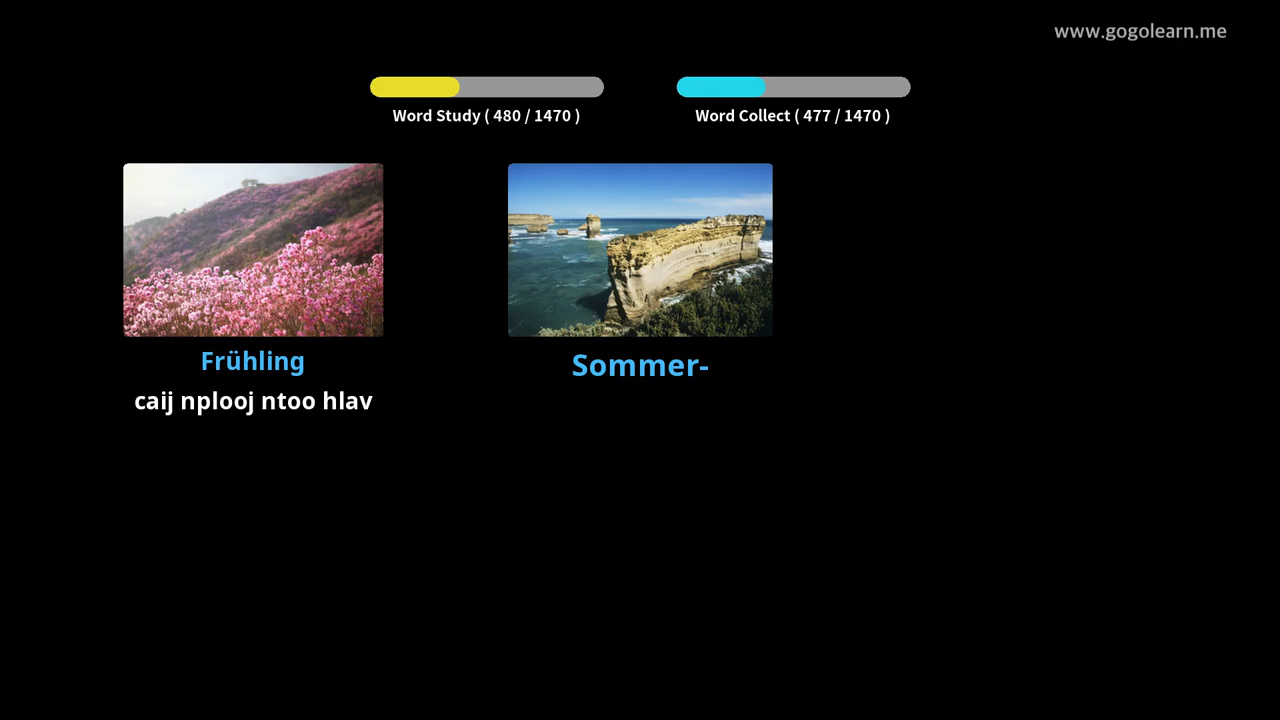 www.gogolearn.me
Word Study ( 480 / 1470 )
Word Collect ( 477 / 1470 )
Frühling
caij nplooj ntoo hlav
Sommer-